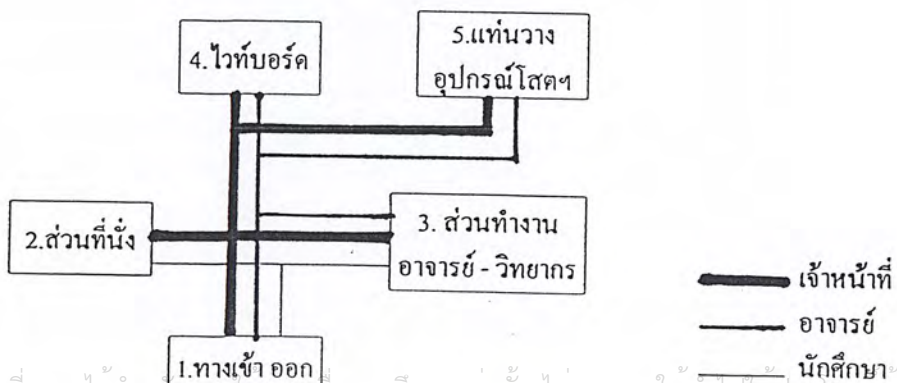 4.ไวท์บอร์ด
5.แท่นวาง
อุปกรณ์โสตฯ
2.ส่วนที่นั่ง
3. ส่วนทำงาน
อาจารย์ - วิทยากร
1.ทางเข้า ออก
เจ้าหน้าที่
อาจารย์
นักศึกษา